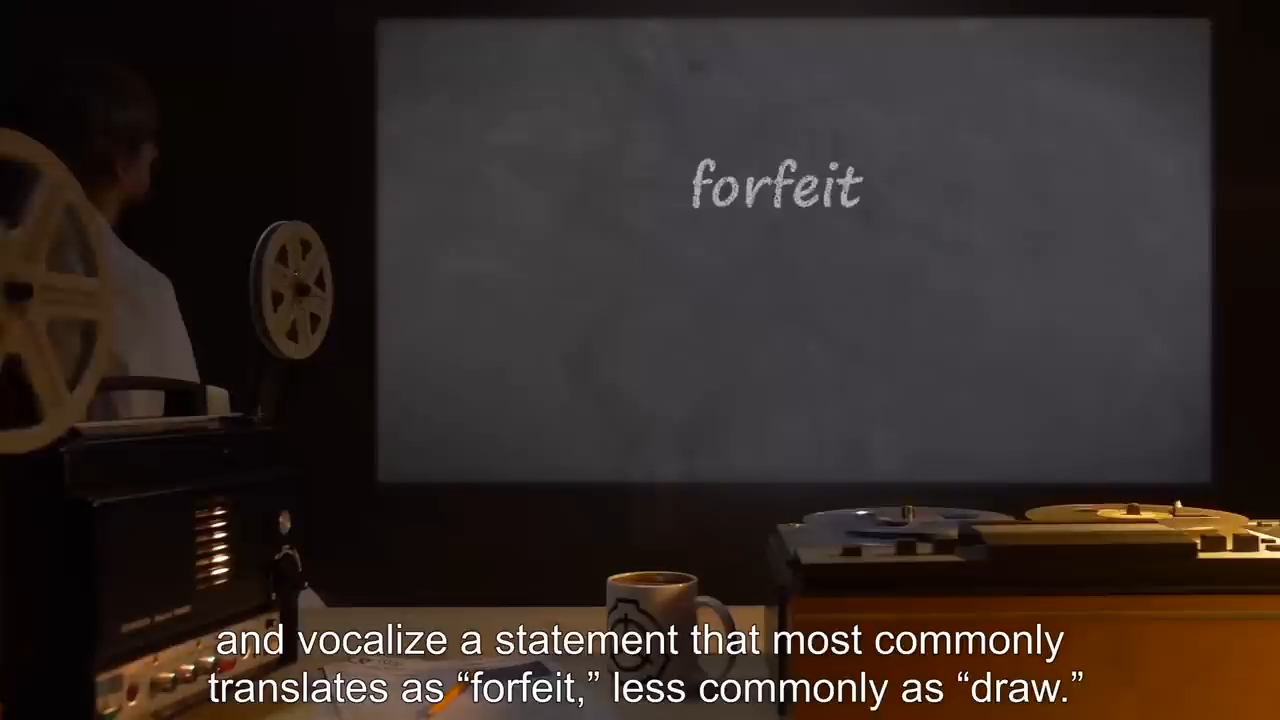 forfeit
and vocalize a statement that most commonly
translates as “forfeit,” less commonly as “draw.”